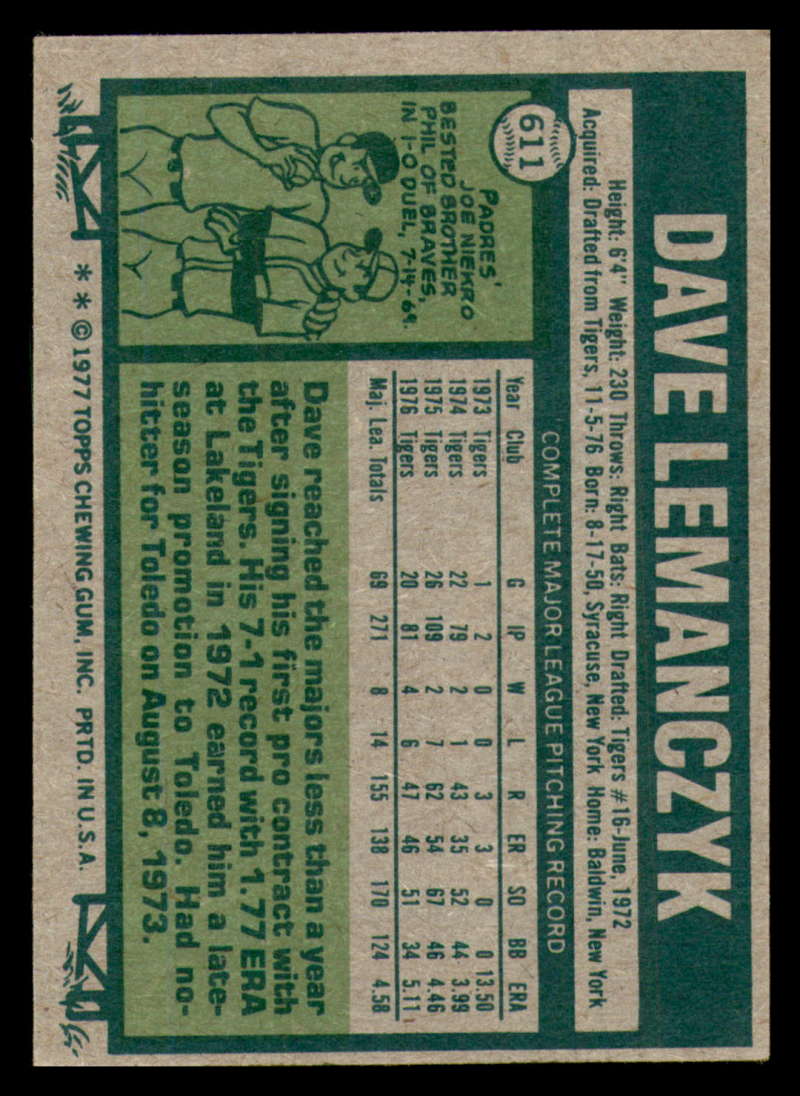 611
DAVE LEMANCZYK
Height: 6'4" Weight: 230 Throws: Right Bats: Right Drafted: Tigers #16-June, 1972
Acquired: Drafted from Tigers, 11-5-76 Born: 8-17-50, Syracuse, New York Home: Baldwin, New York
COMPLETE MAJOR LEAGUE PITCHING RECORD
Year Club G IP W L R ER SO BB ERA
1973 Tigers 1 2 0 0 3 3 0 0 13.50
1974 Tigers 22 79 2 1 43 35 52 44 3.99
1975 Tigers 26 109 2 7 62 54 67 46 4.46
1976 Tigers 20 81 4 6 47 46 51 34 5.11
Maj. Lea. Totals 69 271 8 14 155 138 170 124 4.58
PADRES'
JOE NIEKRO
BESTED BROTHER
PHIL OF BRAVES,
IN 1-0 DUEL, 7-14-69.
Dave reached the majors less than a year
after signing his first pro contract with
the Tigers. His 7-1 record with 1.77 ERA
at Lakeland in 1972 earned him a late-
season promotion to Toledo. Had no-
hitter for Toledo on August 8, 1973.
* * © 1977 TOPPS CHEWING GUM, INC. PRTD. IN U.S.A.